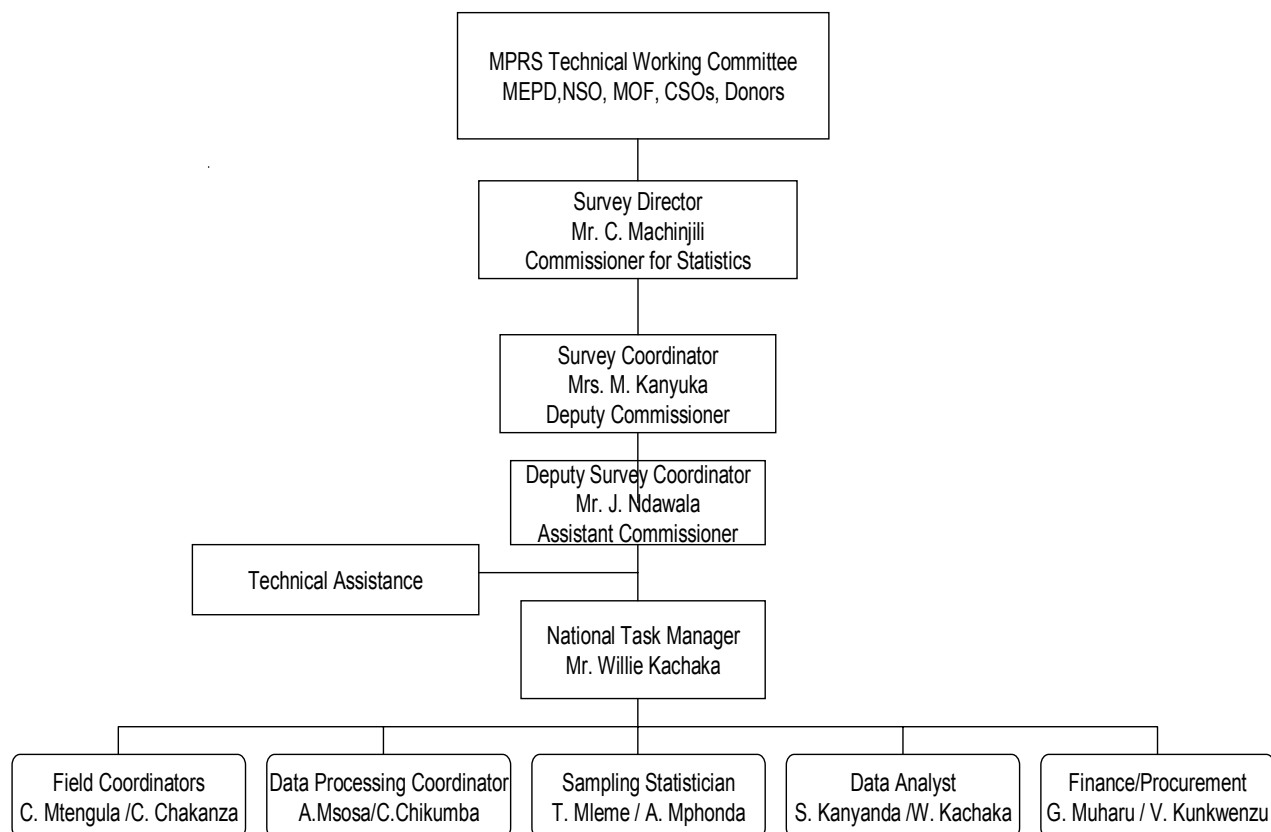 MPRS Technical Working Committee
MEPD,NSO, MOF, CSOs, Donors
Survey Director
Mr. C. Machinjili
Commissioner for Statistics
Survey Coordinator
Mrs. M. Kanyuka
Deputy Commissioner
Deputy Survey Coordinator
Mr. J. Ndawala
Assistant Commissioner
Technical Assistance
National Task Manager
Mr. Willie Kachaka
Field Coordinators
C. Mtengula /C. Chakanza
Data Processing Coordinator
A.Msosa/C.Chikumba
Sampling Statistician
T. Mleme / A. Mphonda
Data Analyst
S. Kanyanda /W. Kachaka
Finance/Procurement
G. Muharu / V. Kunkwenzu